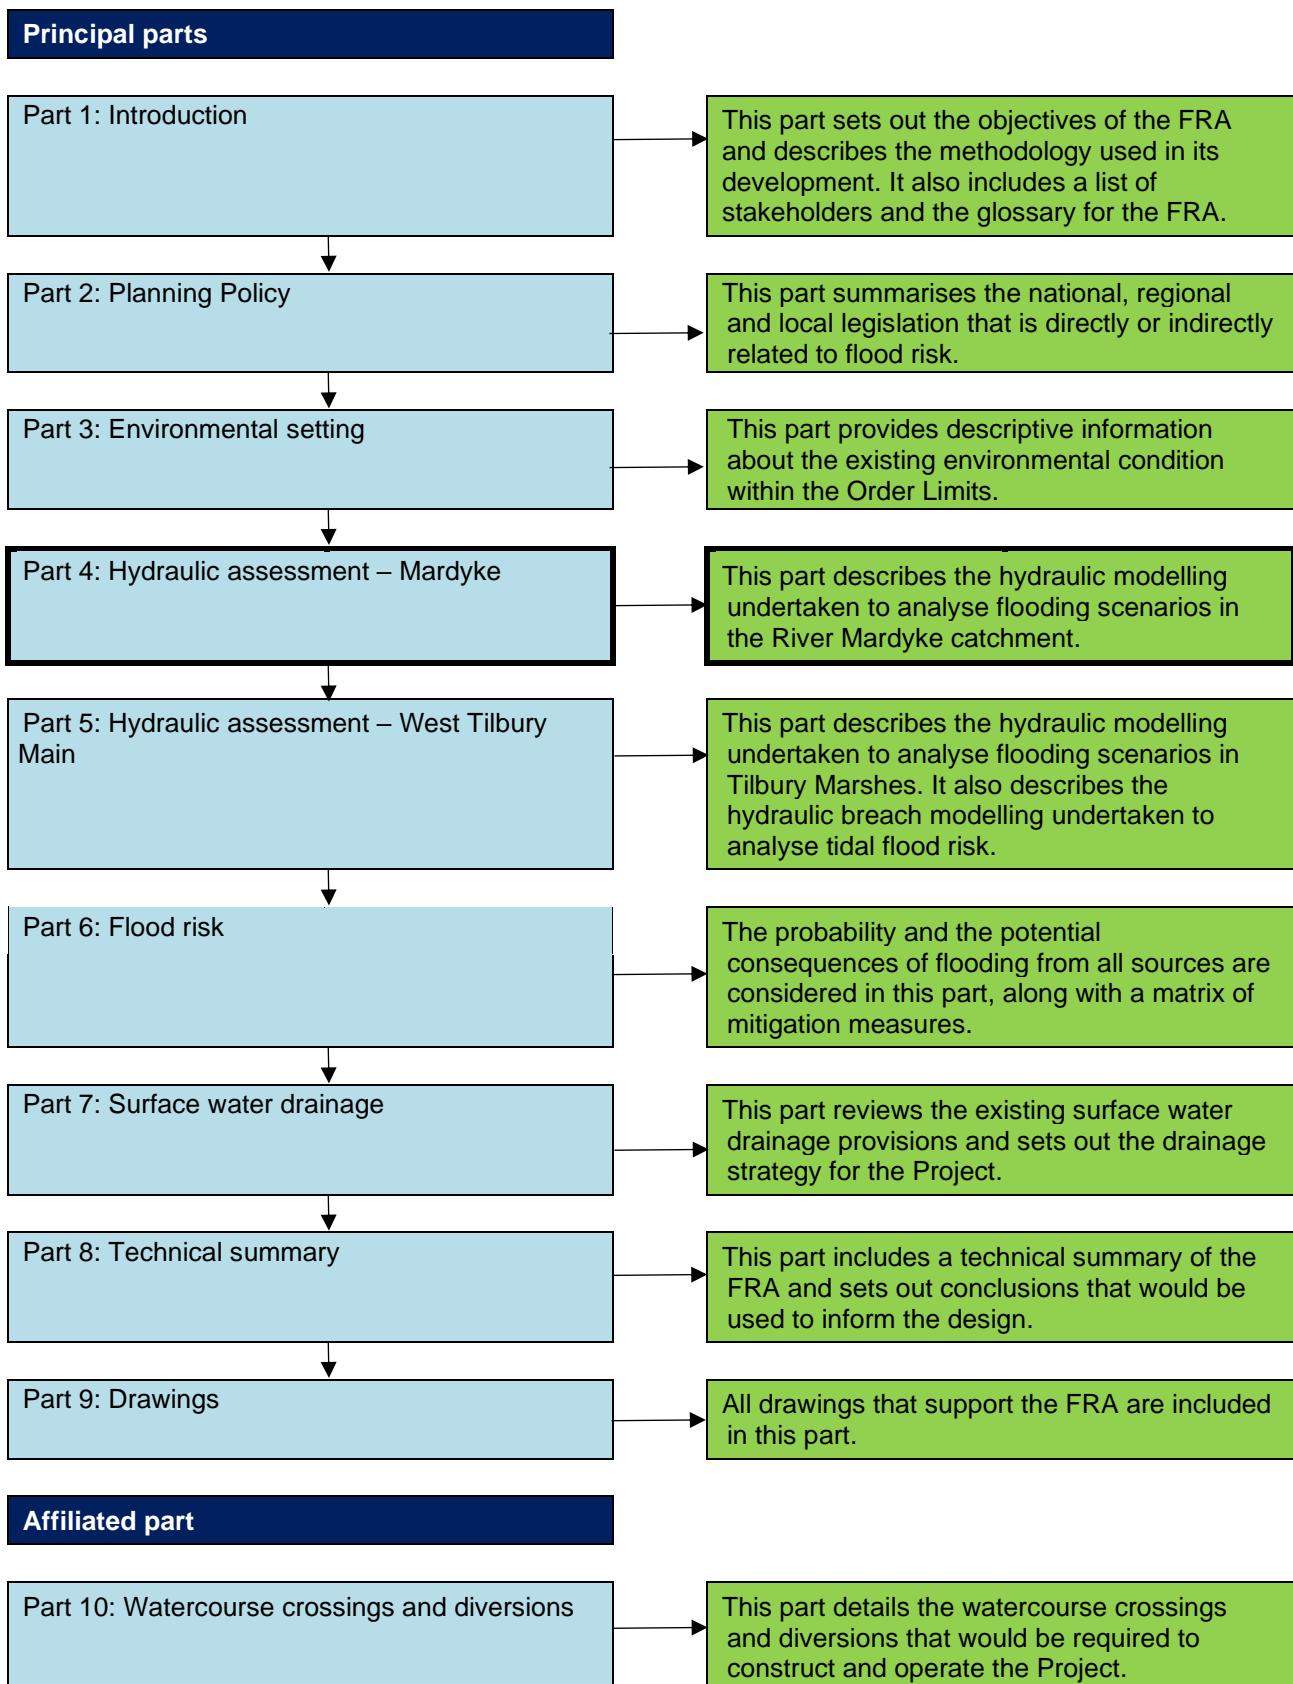 Principal parts
Part 1: Introduction
This part sets out the objectives of the FRA
and describes the methodology used in its
development. It also includes a list of
stakeholders and the glossary for the FRA.
Part 2: Planning Policy
This part summarises the national, regional
and local legislation that is directly or indirectly
related to flood risk.
Part 3: Environmental setting
This part provides descriptive information
about the existing environmental condition
within the Order Limits.
Part 4: Hydraulic assessment – Mardyke
This part describes the hydraulic modelling
undertaken to analyse flooding scenarios in
the River Mardyke catchment.
Part 5: Hydraulic assessment – West Tilbury
Main
This part describes the hydraulic modelling
undertaken to analyse flooding scenarios in
Tilbury Marshes. It also describes the
hydraulic breach modelling undertaken to
analyse tidal flood risk.
Part 6: Flood risk
The probability and the potential
consequences of flooding from all sources are
considered in this part, along with a matrix of
mitigation measures.
Part 7: Surface water drainage
This part reviews the existing surface water
drainage provisions and sets out the drainage
strategy for the Project.
Part 8: Technical summary
This part includes a technical summary of the
FRA and sets out conclusions that would be
used to inform the design.
Part 9: Drawings
All drawings that support the FRA are included
in this part.
Affiliated part
Part 10: Watercourse crossings and diversions
This part details the watercourse crossings
and diversions that would be required to
construct and operate the Project.